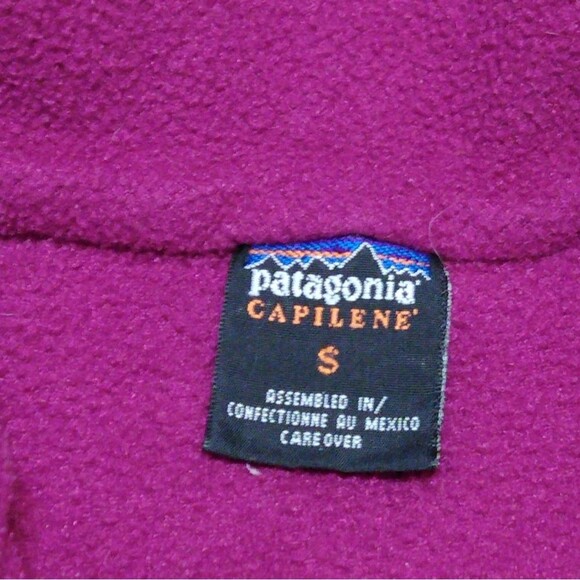 patagonia®
CAPILENE®
S
ASSEMBLED IN/
CONFECTIONNE AU MEXICO
CARE OVER